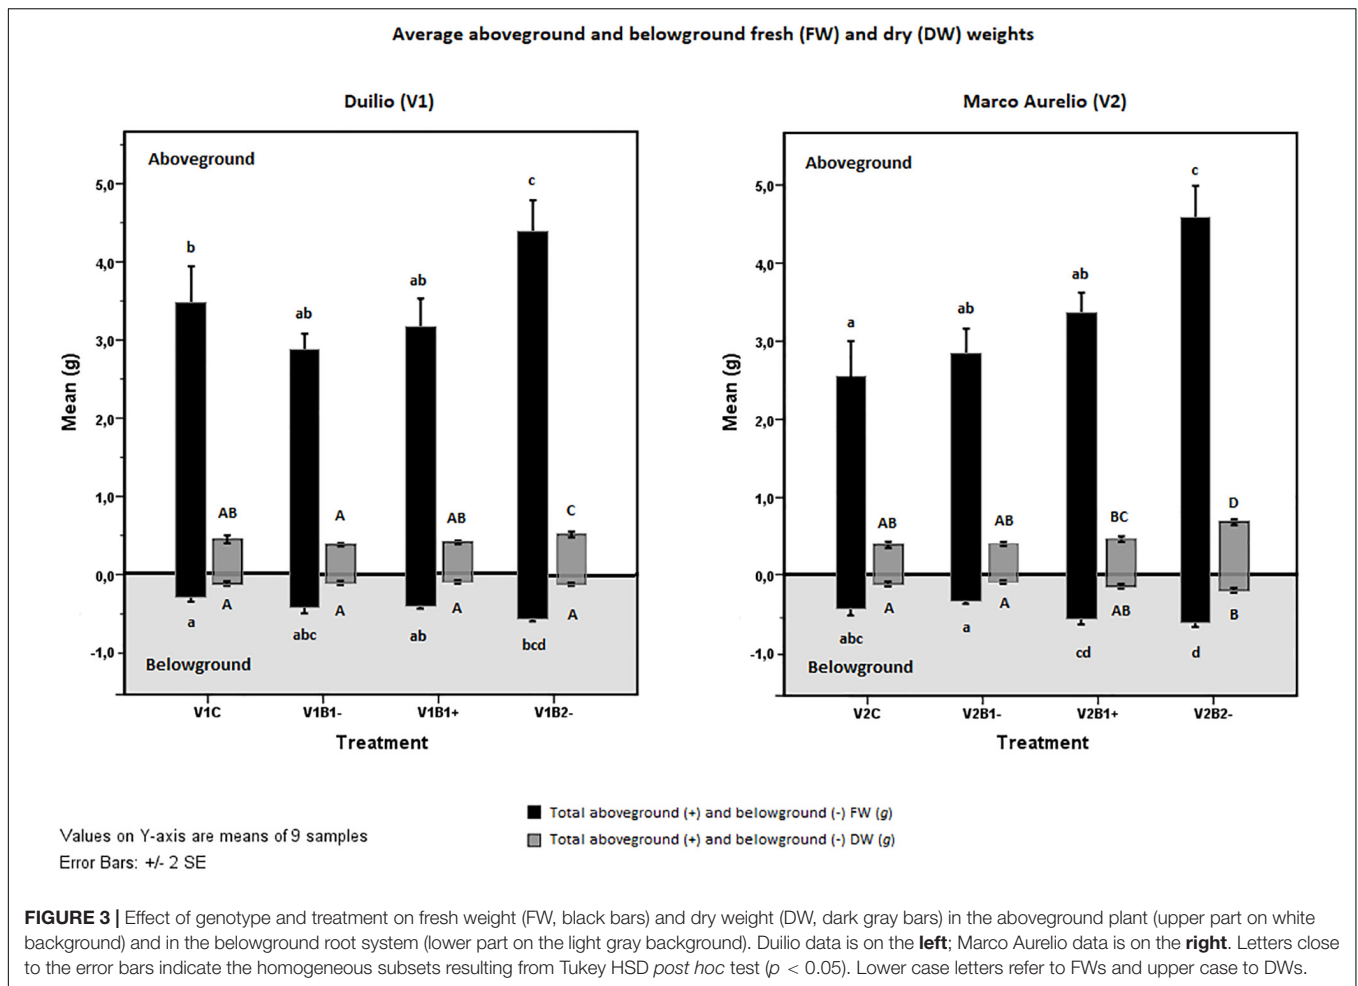 Average aboveground and belowground fresh (FW) and dry (DW) weights
Duilio (V1)
Aboveground
Mean (g)
5,0
4,0
3,0
2,0
1,0
0,0
-1,0
b
ab
ab
c
AB
A
AB
C
A
A
A
A
a
abc
ab
bcd
Belowground
V1C V1B1- V1B1+ V1B2-
Treatment
Marco Aurelio (V2)
Aboveground
Mean (g)
5,0
4,0
3,0
2,0
1,0
0,0
-1,0
a
ab
ab
c
AB
AB
BC
D
A
A
AB
B
abc
a
cd
d
Belowground
V2C V2B1- V2B1+ V2B2-
Treatment
Total aboveground (+) and belowground (-) FW (g)
Total aboveground (+) and belowground (-) DW (g)
Values on Y-axis are means of 9 samples
Error Bars: +/- 2 SE
FIGURE 3 | Effect of genotype and treatment on fresh weight (FW, black bars) and dry weight (DW, dark gray bars) in the aboveground plant (upper part on white
background) and in the belowground root system (lower part on the light gray background). Duilio data is on the left; Marco Aurelio data is on the right. Letters close
to the error bars indicate the homogeneous subsets resulting from Tukey HSD post hoc test (p < 0.05). Lower case letters refer to FWs and upper case to DWs.